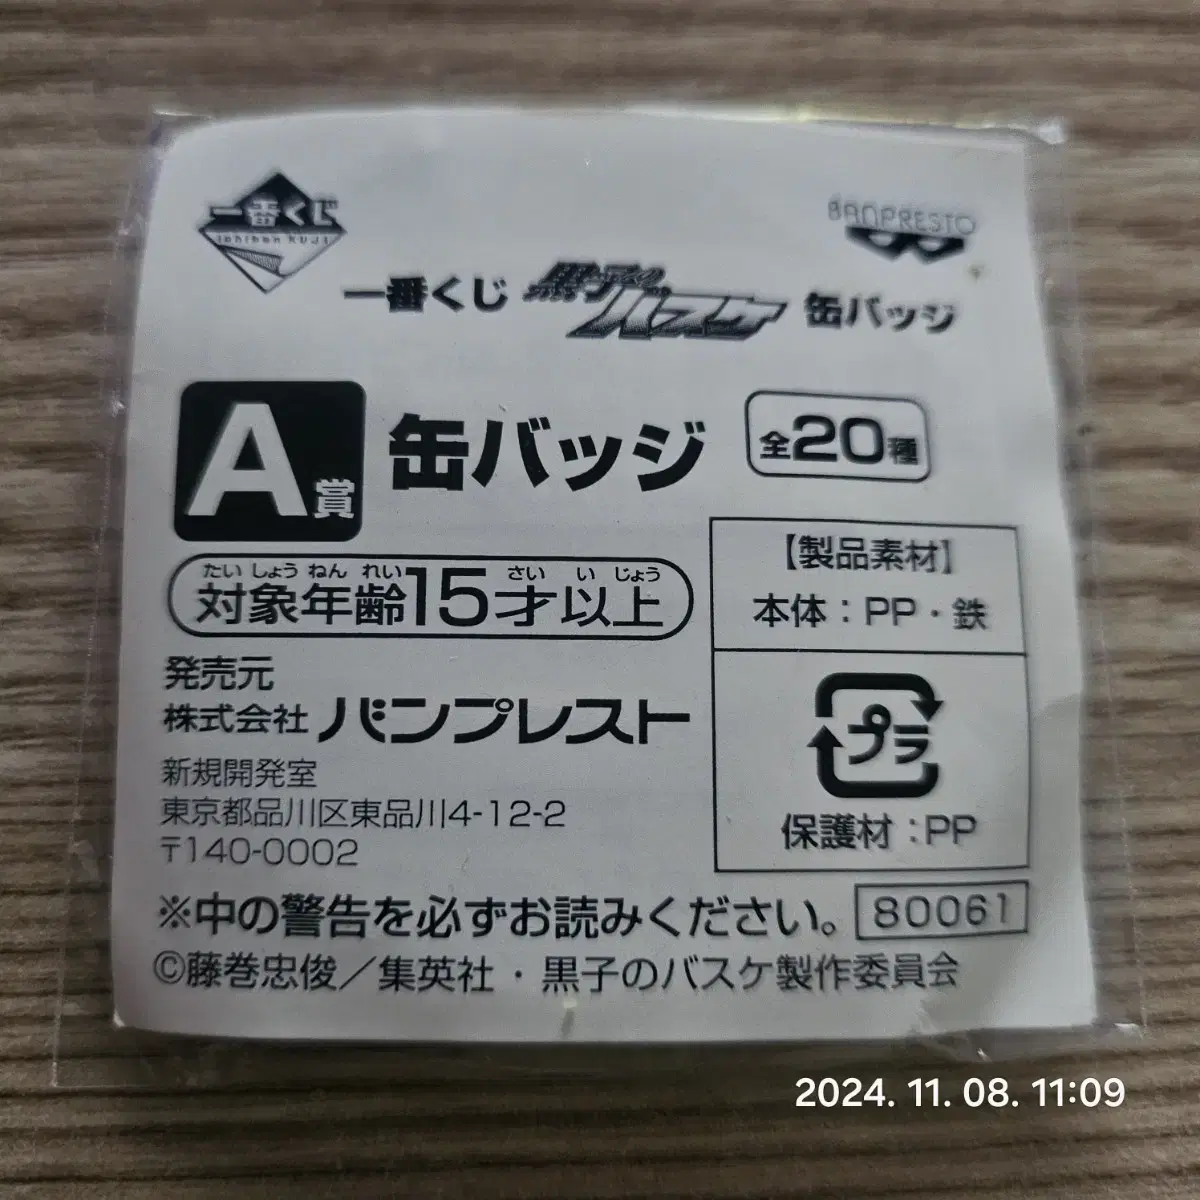 一番くじ
Ichiban KUJI
BANPRESTO
一番くじ 黒子のバスケ 缶バッジ
A賞 缶バッジ 全20種
たいしょうねんれい さいいじょう
対象年齢15才以上
発売元
株式会社 バンプレスト
新規開発室
東京都品川区東品川4-12-2
〒140-0002
【製品素材】
本体：PP・鉄
プラ
保護材：PP
※中の警告を必ずお読みください。 80061
©藤巻忠俊／集英社・黒子のバスケ製作委員会
2024. 11. 08. 11:09